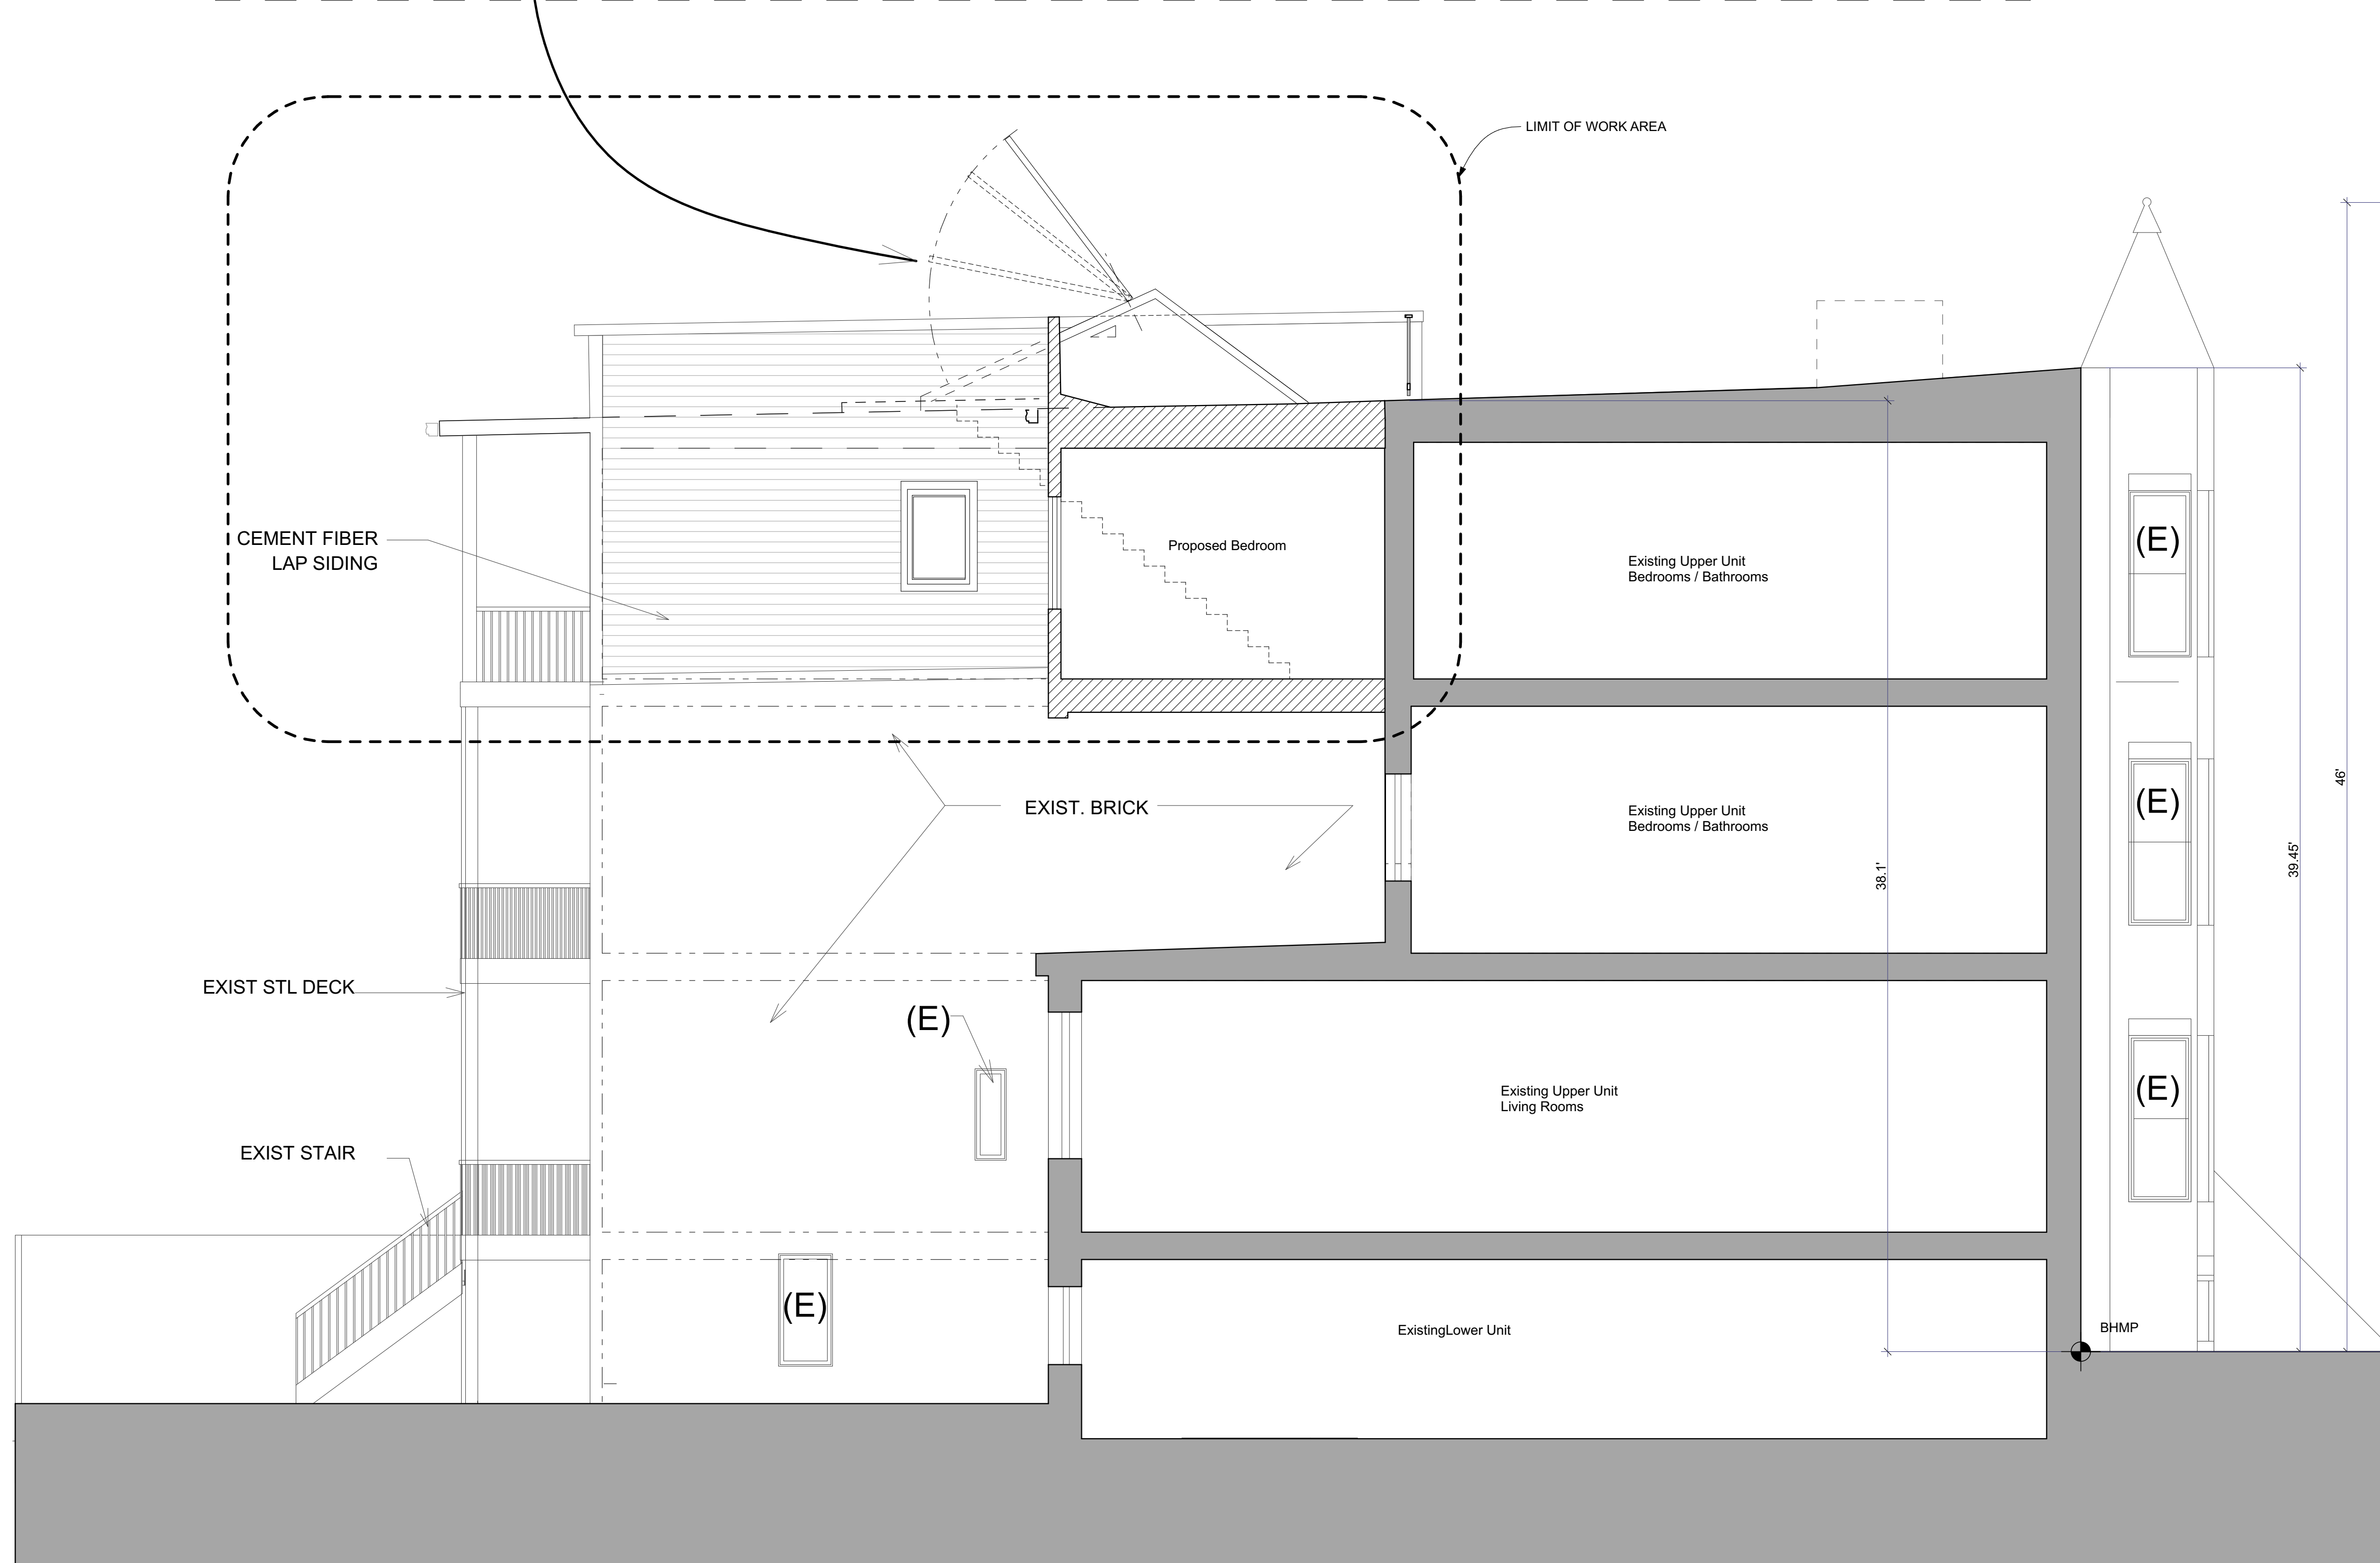 LIMIT OF WORK AREA
CEMENT FIBER
LAP SIDING
Proposed Bedroom
Existing Upper Unit
Bedrooms / Bathrooms
(E)
46'
EXIST. BRICK
Existing Upper Unit
Bedrooms / Bathrooms
(E)
38.1'
39.45'
EXIST STL DECK
(E)
Existing Upper Unit
Living Rooms
(E)
EXIST STAIR
(E)
ExistingLower Unit
BHMP